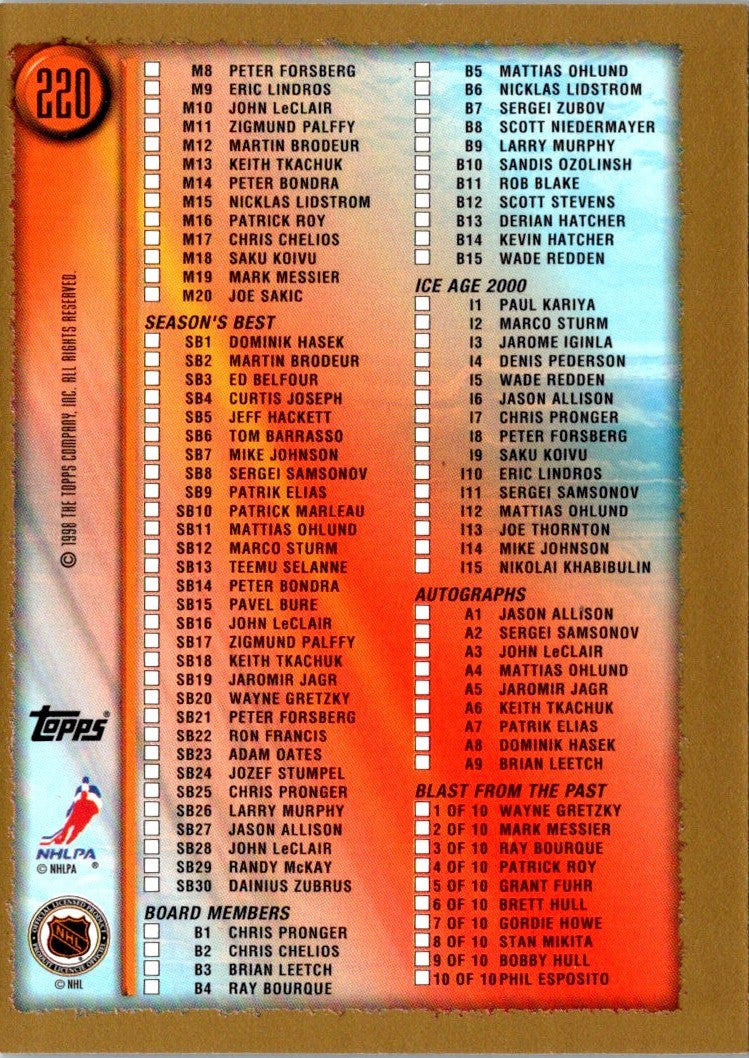 220
M8 PETER FORSBERG
M9 ERIC LINDROS
M10 JOHN LeCLAIR
M11 ZIGMUND PALFFY
M12 MARTIN BRODEUR
M13 KEITH TKACHUK
M14 PETER BONDRA
M15 NICKLAS LIDSTROM
M16 PATRICK ROY
M17 CHRIS CHELIOS
M18 SAKU KOIVU
M19 MARK MESSIER
M20 JOE SAKIC
SEASON'S BEST
SB1 DOMINIK HASEK
SB2 MARTIN BRODEUR
SB3 ED BELFOUR
SB4 CURTIS JOSEPH
SB5 JEFF HACKETT
SB6 TOM BARRASSO
SB7 MIKE JOHNSON
SB8 SERGEI SAMSONOV
SB9 PATRIK ELIAS
SB10 PATRICK MARLEAU
SB11 MATTIAS OHLUND
SB12 MARCO STURM
SB13 TEEMU SELANNE
SB14 PETER BONDRA
SB15 PAVEL BURE
SB16 JOHN LeCLAIR
SB17 ZIGMUND PALFFY
SB18 KEITH TKACHUK
SB19 JAROMIR JAGR
SB20 WAYNE GRETZKY
SB21 PETER FORSBERG
SB22 RON FRANCIS
SB23 ADAM OATES
SB24 JOZEF STUMPEL
SB25 CHRIS PRONGER
SB26 LARRY MURPHY
SB27 JASON ALLISON
SB28 JOHN LeCLAIR
SB29 RANDY McKAY
SB30 DAINIUS ZUBRUS
BOARD MEMBERS
B1 CHRIS PRONGER
B2 CHRIS CHELIOS
B3 BRIAN LEETCH
B4 RAY BOURQUE
B5 MATTIAS OHLUND
B6 NICKLAS LIDSTROM
B7 SERGEI ZUBOV
B8 SCOTT NIEDERMAYER
B9 LARRY MURPHY
B10 SANDIS OZOLINSH
B11 ROB BLAKE
B12 SCOTT STEVENS
B13 DERIAN HATCHER
B14 KEVIN HATCHER
B15 WADE REDDEN
ICE AGE 2000
I1 PAUL KARIYA
I2 MARCO STURM
I3 JAROME IGINLA
I4 DENIS PEDERSON
I5 WADE REDDEN
I6 JASON ALLISON
I7 CHRIS PRONGER
I8 PETER FORSBERG
I9 SAKU KOIVU
I10 ERIC LINDROS
I11 SERGEI SAMSONOV
I12 MATTIAS OHLUND
I13 JOE THORNTON
I14 MIKE JOHNSON
I15 NIKOLAI KHABIBULIN
AUTOGRAPHS
A1 JASON ALLISON
A2 SERGEI SAMSONOV
A3 JOHN LeCLAIR
A4 MATTIAS OHLUND
A5 JAROMIR JAGR
A6 KEITH TKACHUK
A7 PATRIK ELIAS
A8 DOMINIK HASEK
A9 BRIAN LEETCH
BLAST FROM THE PAST
1 OF 10 WAYNE GRETZKY
2 OF 10 MARK MESSIER
3 OF 10 RAY BOURQUE
4 OF 10 PATRICK ROY
5 OF 10 GRANT FUHR
6 OF 10 BRETT HULL
7 OF 10 GORDIE HOWE
8 OF 10 STAN MIKITA
9 OF 10 BOBBY HULL
10 OF 10 PHIL ESPOSITO
© 1998 THE TOPPS COMPANY, INC. ALL RIGHTS RESERVED.
Topps®
NHLPA
© NHLPA ®
OFFICIAL LICENSED PRODUCT
NHL
PRODUIT LICENCIE OFFICIEL
© NHL